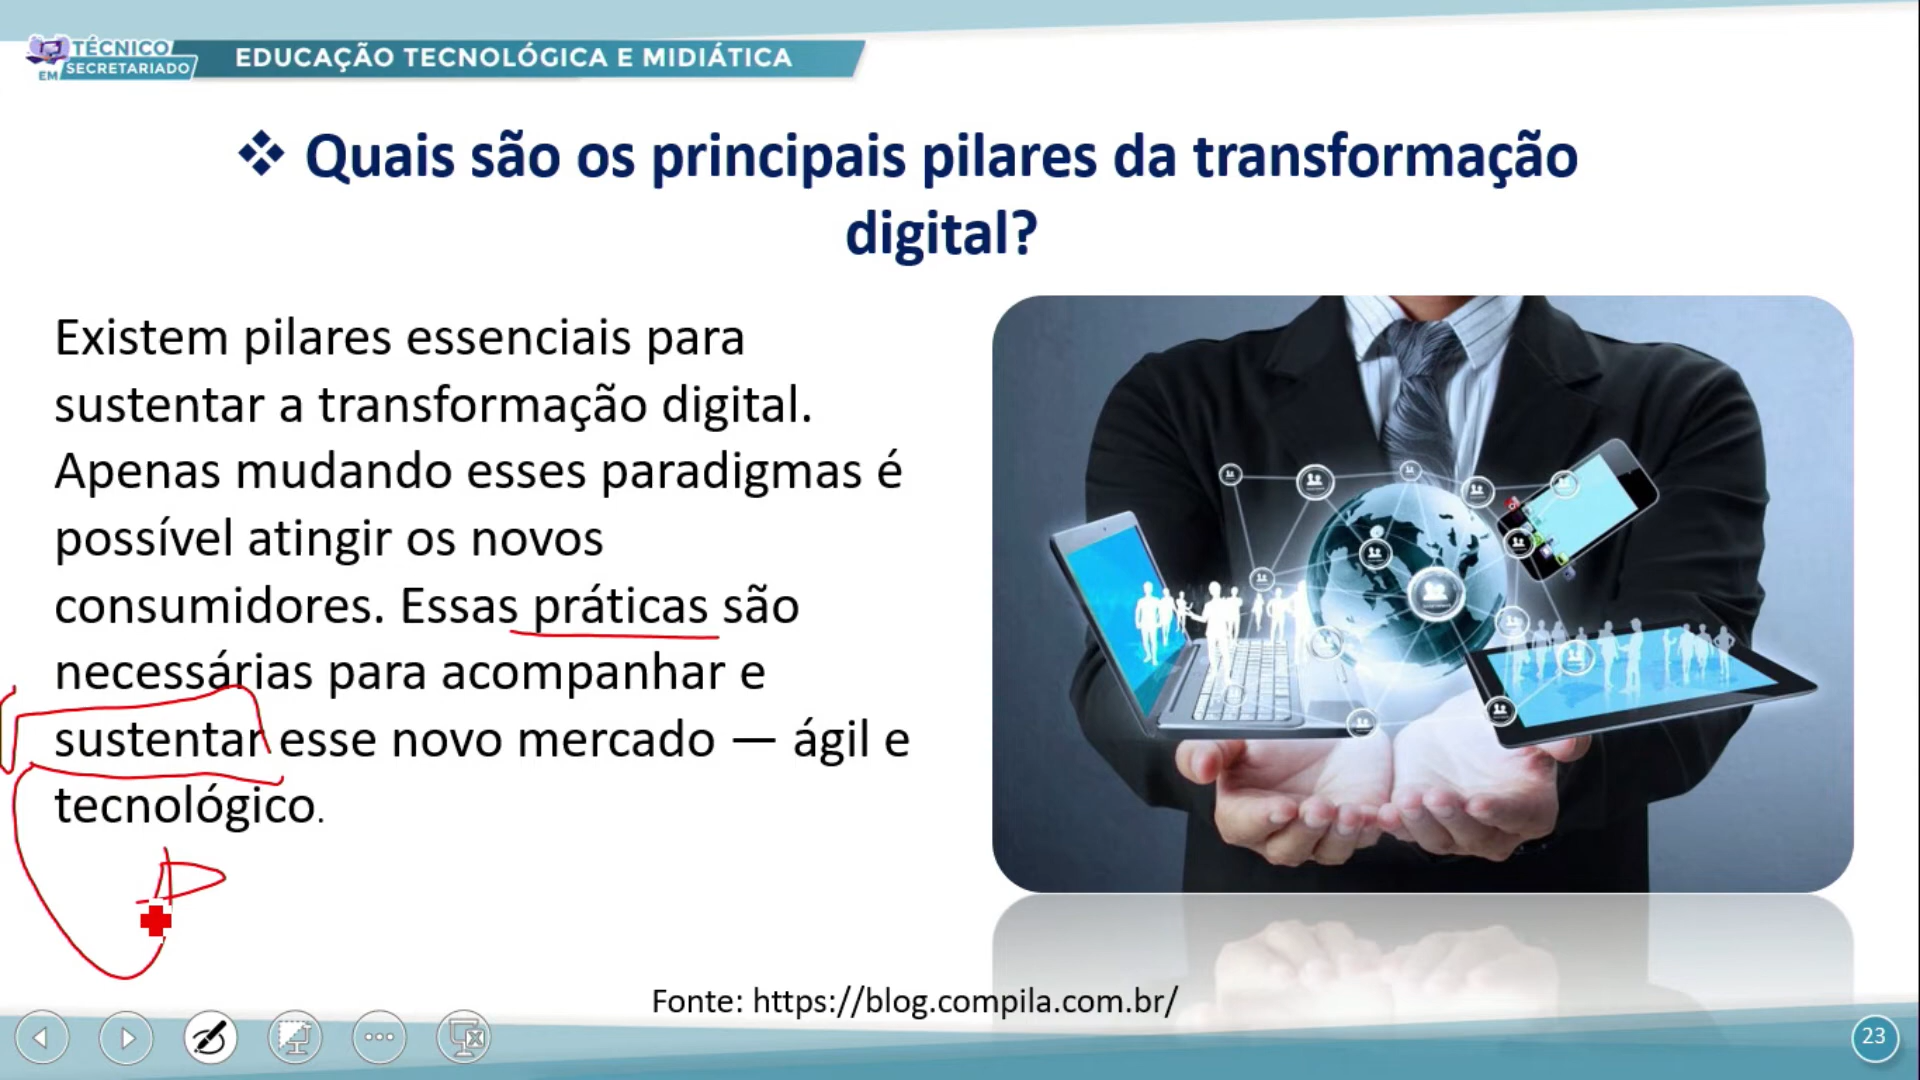 TÉCNICO
EM SECRETARIADO
EDUCAÇÃO TECNOLÓGICA E MIDIÁTICA
❖ Quais são os principais pilares da transformação
digital?
Existem pilares essenciais para
sustentar a transformação digital.
Apenas mudando esses paradigmas é
possível atingir os novos
consumidores. Essas práticas são
necessárias para acompanhar e
sustentar esse novo mercado — ágil e
tecnológico.
Fonte: https://blog.compila.com.br/
23